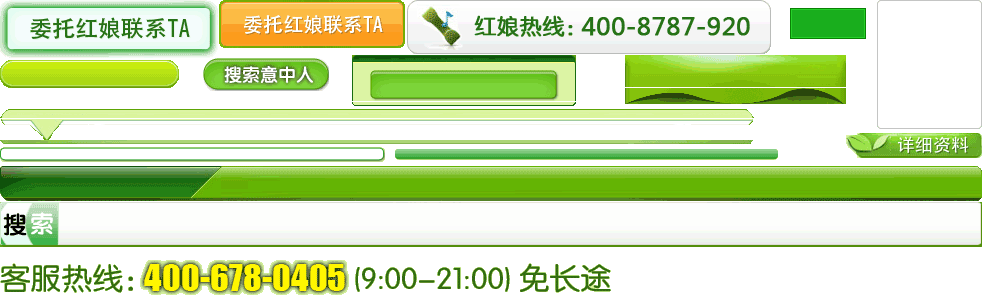 委托红娘联系TA
委托红娘联系TA
红娘热线: 400-8787-920
搜索意中人
详细资料
搜索
客服热线: 400-678-0405 (9:00-21:00) 免长途